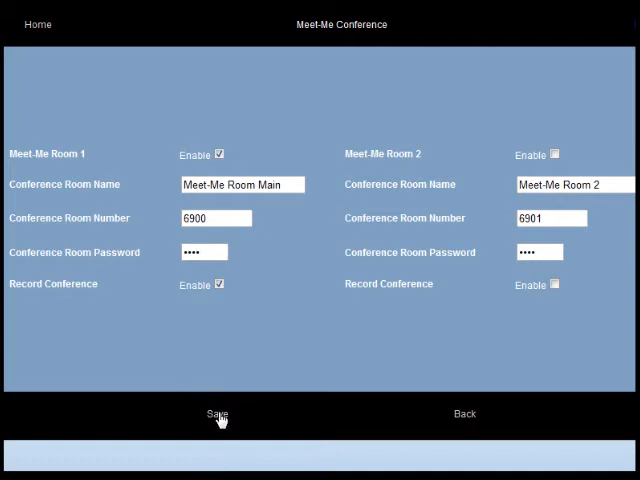 Home Meet-Me Conference
Meet-Me Room 1 Enable Meet-Me Room 2 Enable
Conference Room Name Meet-Me Room Main Conference Room Name Meet-Me Room 2
Conference Room Number 6900 Conference Room Number 6901
Conference Room Password •••• Conference Room Password ••••
Record Conference Enable Record Conference Enable
Save Back